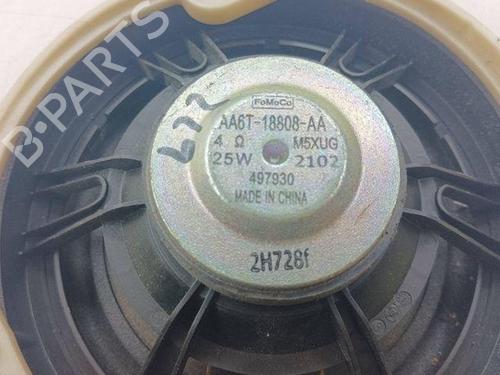 B-PARTS
FoMoCo
AA6T-18808-AA
4 Ω M5XUG
25W 2102
497930
MADE IN CHINA
2H728f